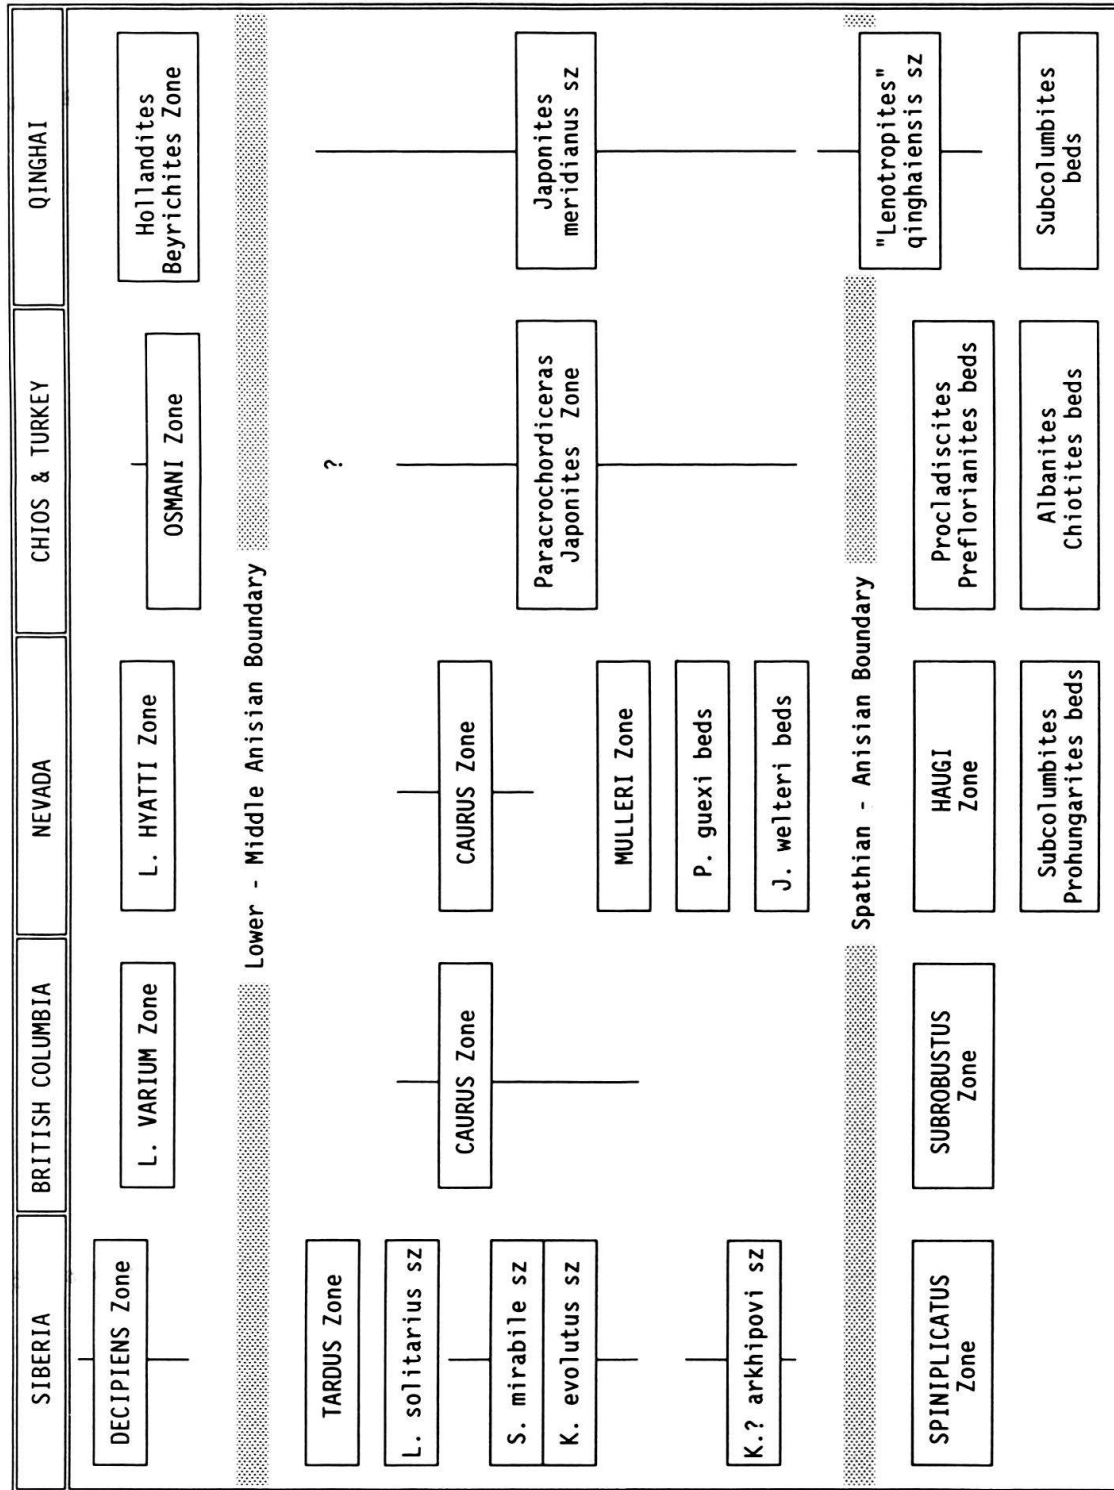 SIBERIA
BRITISH COLUMBIA
NEVADA
CHIOS & TURKEY
QINGHAI
DECIPIENS Zone
L. VARIUM Zone
L. HYATTI Zone
OSMANI Zone
Hollandites
Beyrichites Zone
Lower - Middle Anisian Boundary
TARDUS Zone
L. solitarius sz
S. mirabile sz
K. evolutus sz
K.? arkhipovi sz
CAURUS Zone
CAURUS Zone
MULLERI Zone
P. guexi beds
J. welteri beds
?
Paracrochordiceras
Japonites Zone
Japonites
meridianus sz
"Lenotropites"
qinghaiensis sz
Spathian - Anisian Boundary
SPINIPLICATUS
Zone
SUBROBUSTUS
Zone
HAUGI
Zone
Subcolumbites
Prohungarites beds
Procladiscites
Preflorianites beds
Albanites
Chiotites beds
Subcolumbites
beds